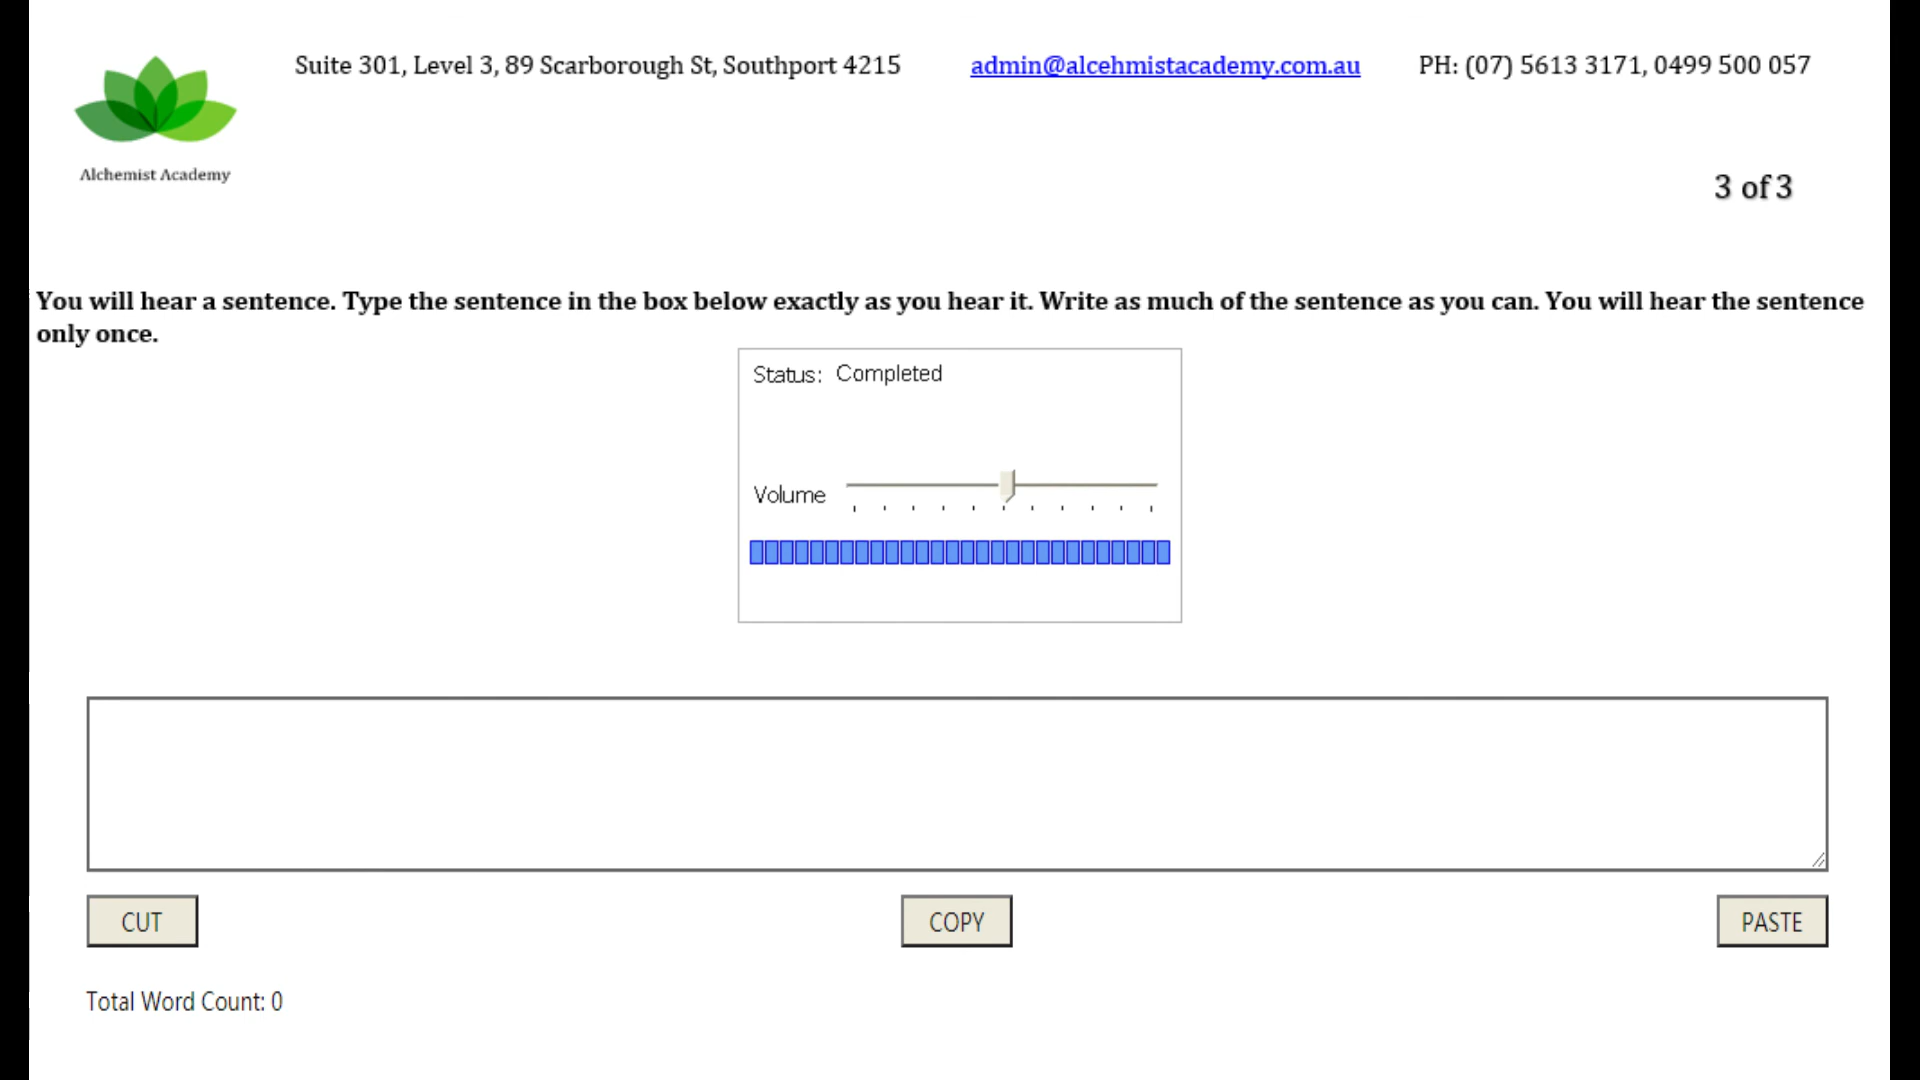 Suite 301, Level 3, 89 Scarborough St, Southport 4215 admin@alcehmistacademy.com.au PH: (07) 5613 3171, 0499 500 057
Alchemist Academy
3 of 3
You will hear a sentence. Type the sentence in the box below exactly as you hear it. Write as much of the sentence as you can. You will hear the sentence
only once.
Status: Completed
Volume
CUT COPY PASTE
Total Word Count: 0